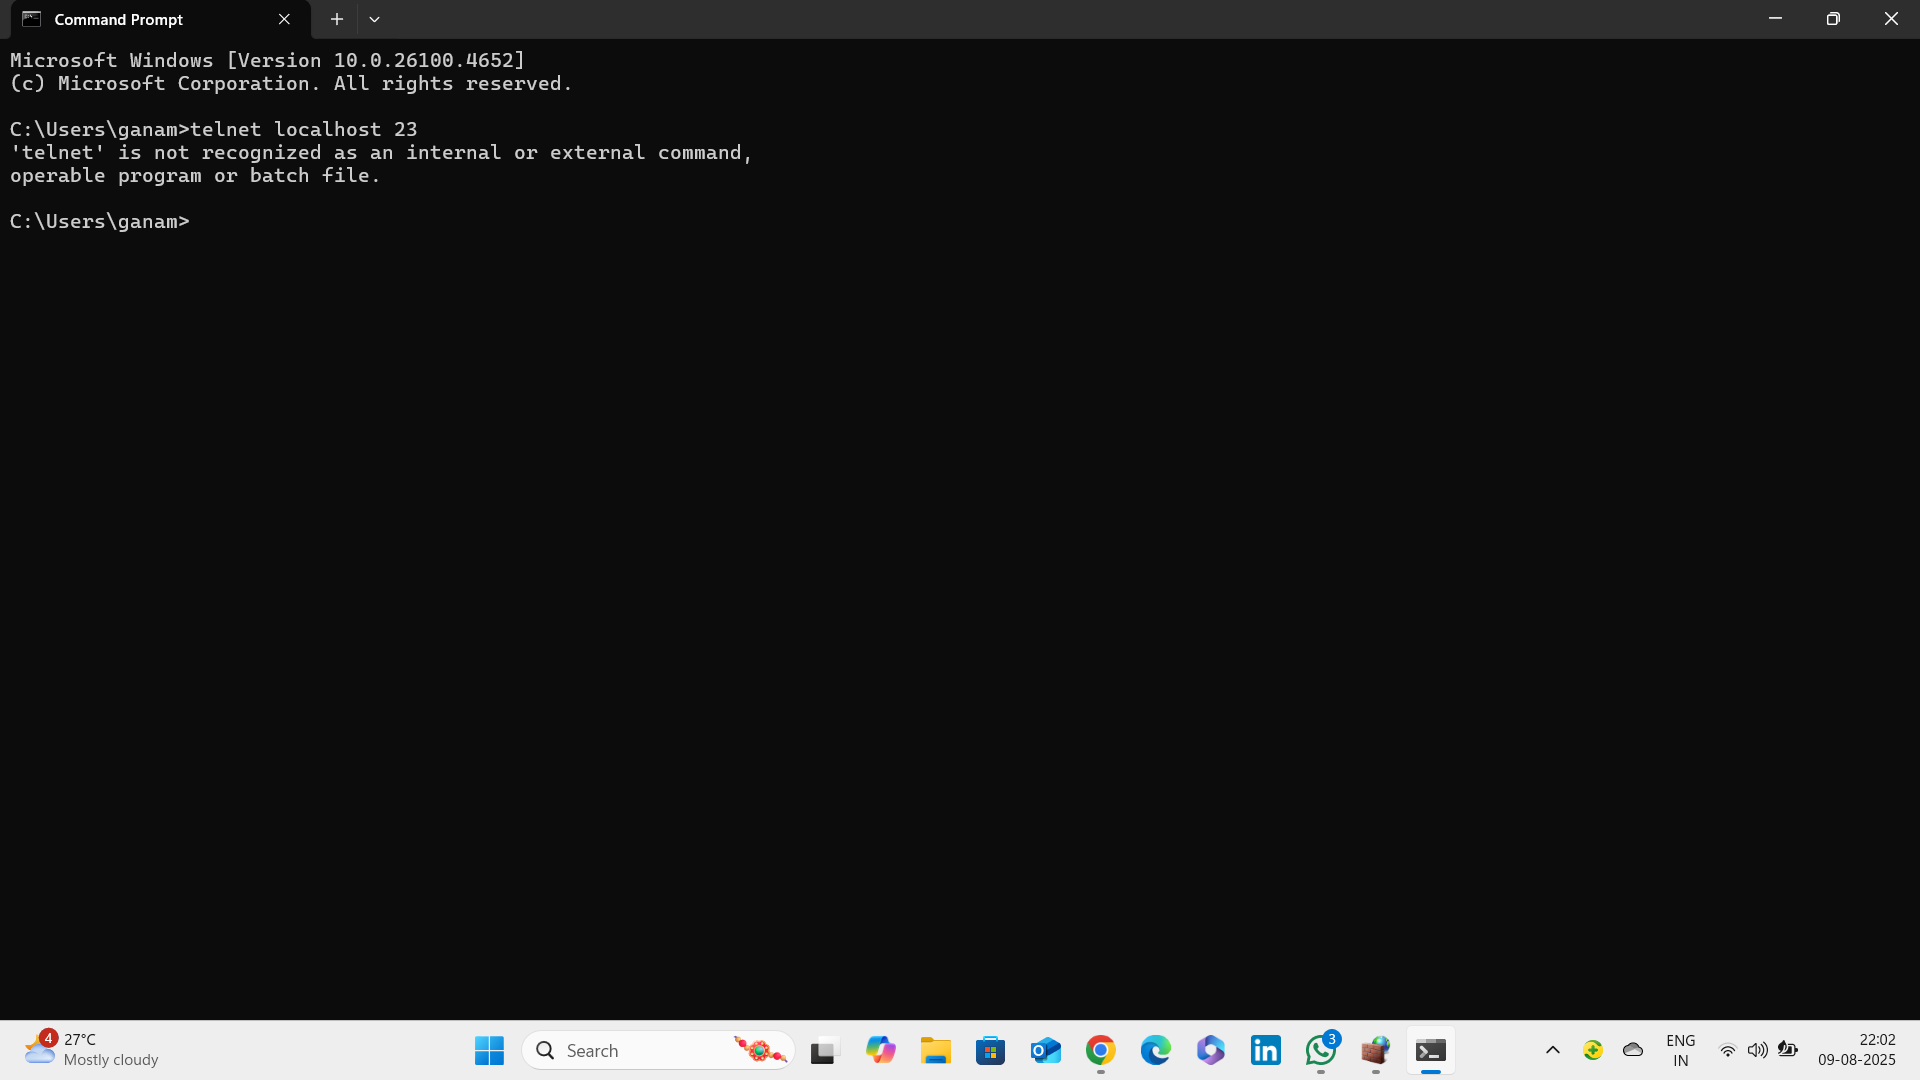 Command Prompt
Microsoft Windows [Version 10.0.26100.4652]
(c) Microsoft Corporation. All rights reserved.
C:\Users\ganam>telnet localhost 23
'telnet' is not recognized as an internal or external command,
operable program or batch file.
C:\Users\ganam>
4
27°C
Mostly cloudy
Search
3
ENG
IN
22:02
09-08-2025